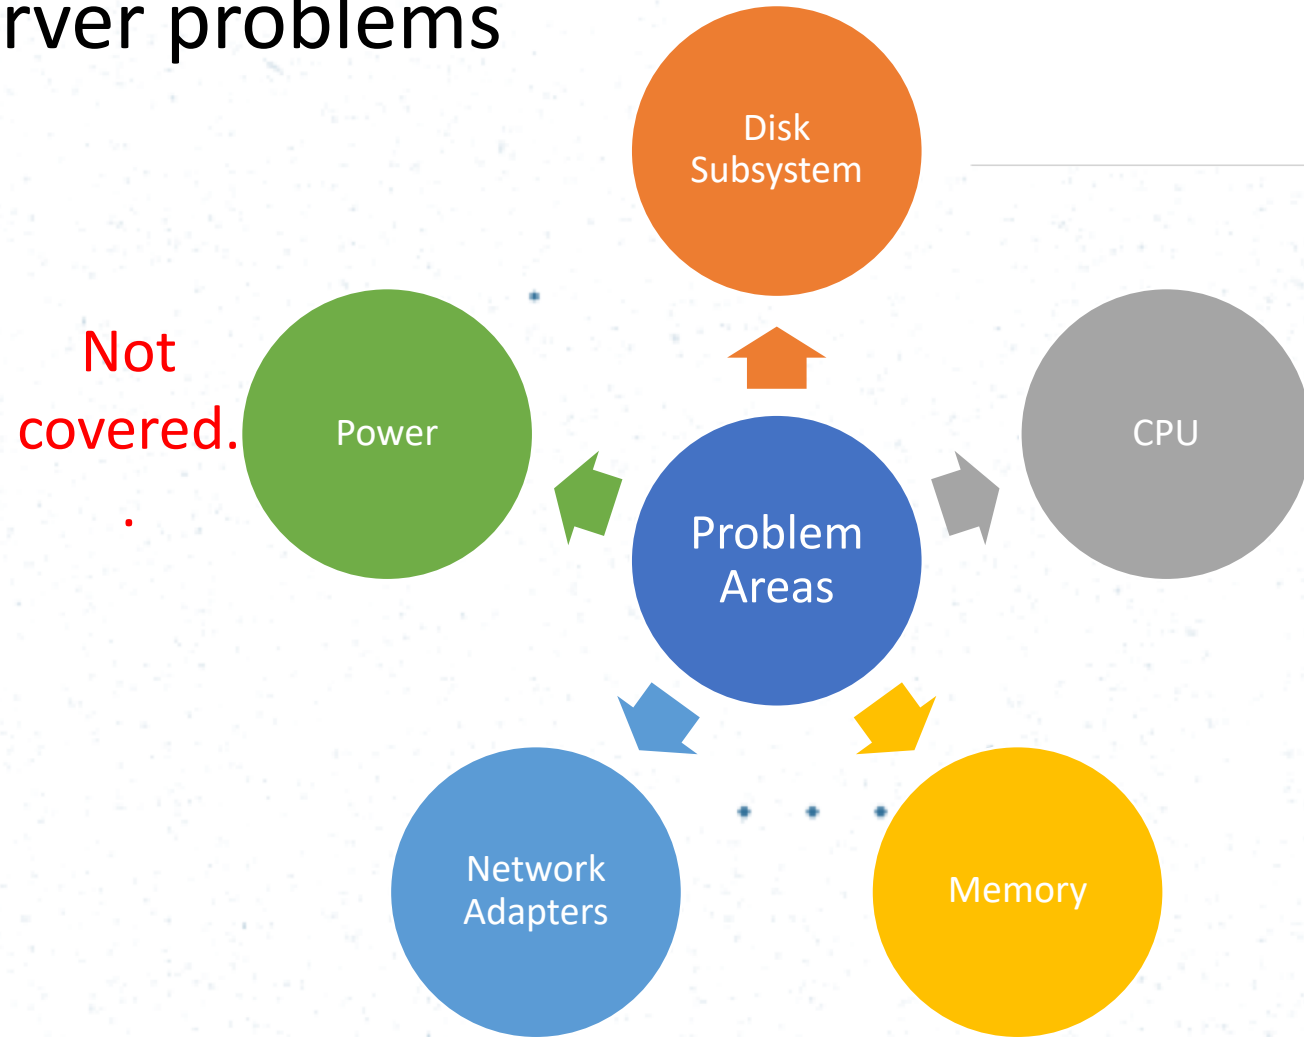 rver problems
Disk
Subsystem
Not
covered.
.
Power
CPU
Problem
Areas
Network
Adapters
Memory